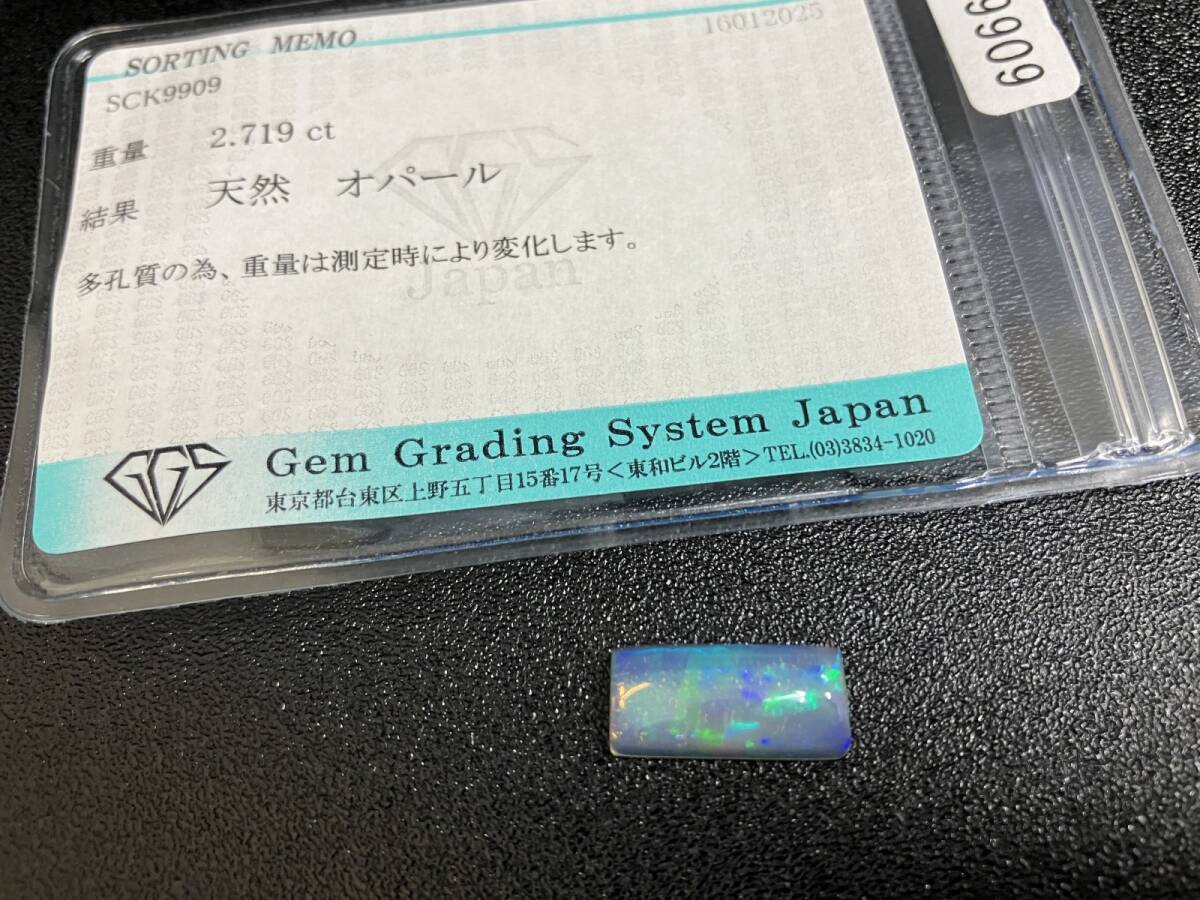 SORTING MEMO
16012025
SCK9909
重量 2.719 ct
結果 天然 オパール
多孔質の為、重量は測定時により変化します。
Japan
GGS
Gem Grading System Japan
東京都台東区上野五丁目15番17号＜東和ビル2階＞TEL.(03)3834-1020